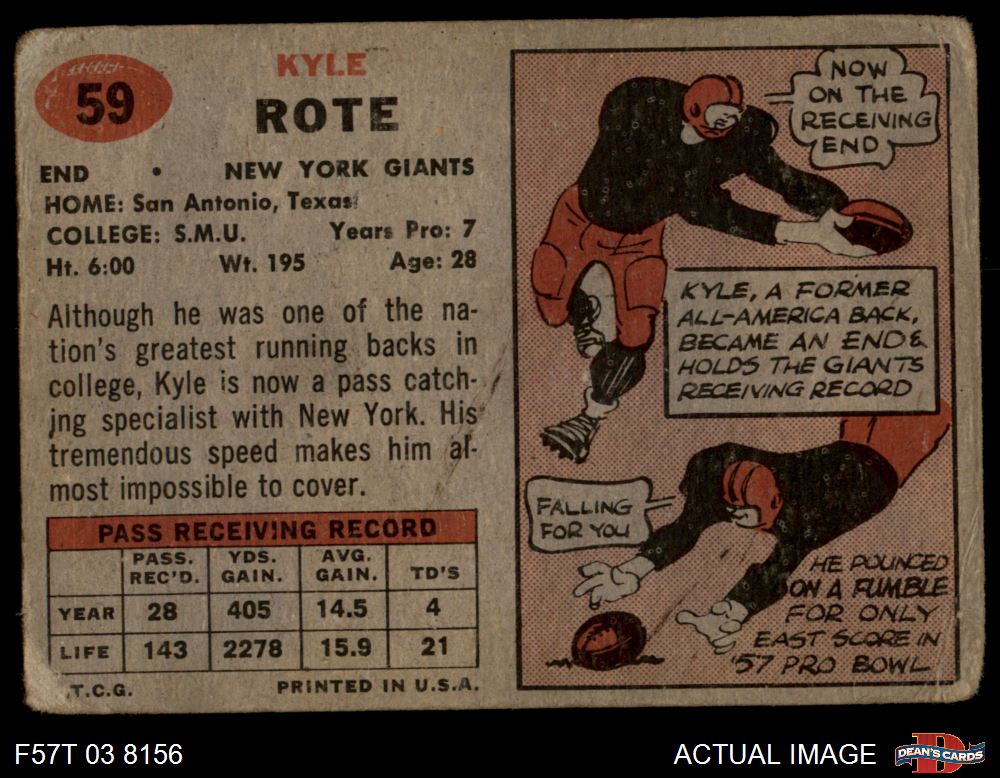 59
KYLE
ROTE
END • NEW YORK GIANTS
HOME: San Antonio, Texas
COLLEGE: S.M.U. Years Pro: 7
Ht. 6:00 Wt. 195 Age: 28
Although he was one of the na-
tion's greatest running backs in
college, Kyle is now a pass catch-
ing specialist with New York. His
tremendous speed makes him al-
most impossible to cover.
PASS RECEIVING RECORD
PASS. REC'D. YDS. GAIN. AVG. GAIN. TD'S
YEAR 28 405 14.5 4
LIFE 143 2278 15.9 21
T.C.G. PRINTED IN U.S.A.
NOW
ON THE
RECEIVING
END
KYLE, A FORMER
ALL-AMERICA BACK,
BECAME AN END &
HOLDS THE GIANTS
RECEIVING RECORD
FALLING
FOR YOU
HE POUNCED
ON A FUMBLE
FOR ONLY
EAST SCORE IN
'57 PRO BOWL
F57T 03 8156
ACTUAL IMAGE
DEAN'S CARDS